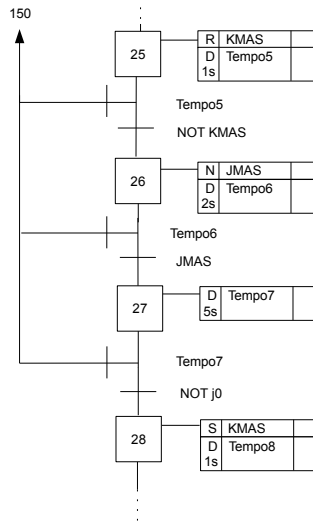 150
25
R KMAS
D Tempo5
1s
Tempo5
NOT KMAS
26
N JMAS
D Tempo6
2s
Tempo6
JMAS
27
D Tempo7
5s
Tempo7
NOT j0
28
S KMAS
D Tempo8
1s